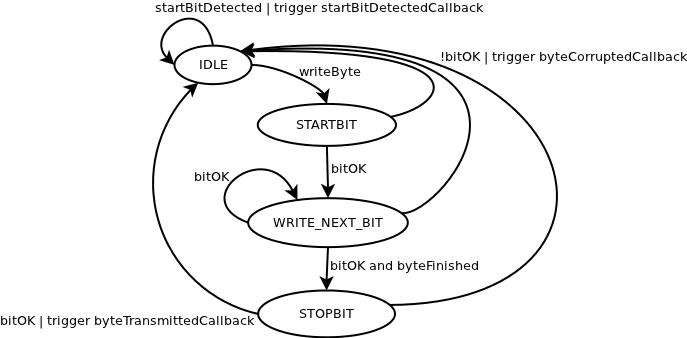 startBitDetected | trigger startBitDetectedCallback
!bitOK | trigger byteCorruptedCallback
IDLE
writeByte
STARTBIT
bitOK
bitOK
WRITE_NEXT_BIT
bitOK and byteFinished
STOPBIT
bitOK | trigger byteTransmittedCallback